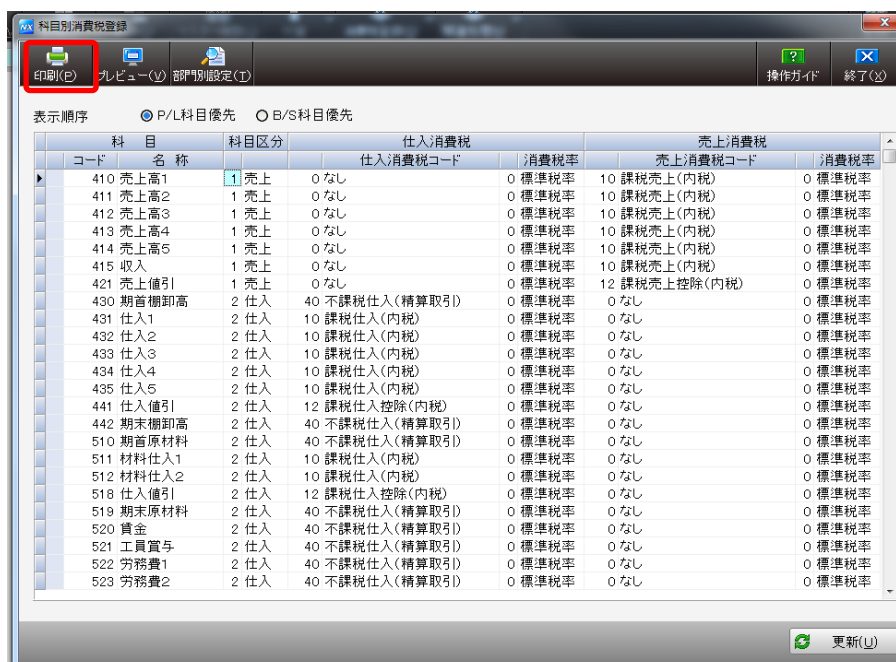 NX 科目別消費税登録
印刷(P) プレビュー(V) 部門別設定(T) 操作ガイド 終了(X)
表示順序 P/L科目優先 B/S科目優先
科 目 科目区分 仕入消費税 売上消費税
コード 名 称 仕入消費税コード 消費税率 売上消費税コード 消費税率
410 売上高1 1 売上 0 なし 0 標準税率 10 課税売上(内税) 0 標準税率
411 売上高2 1 売上 0 なし 0 標準税率 10 課税売上(内税) 0 標準税率
412 売上高3 1 売上 0 なし 0 標準税率 10 課税売上(内税) 0 標準税率
413 売上高4 1 売上 0 なし 0 標準税率 10 課税売上(内税) 0 標準税率
414 売上高5 1 売上 0 なし 0 標準税率 10 課税売上(内税) 0 標準税率
415 収入 1 売上 0 なし 0 標準税率 10 課税売上(内税) 0 標準税率
421 売上値引 1 売上 0 なし 0 標準税率 12 課税売上控除(内税) 0 標準税率
430 期首棚卸高 2 仕入 40 不課税仕入(精算取引) 0 標準税率 0 なし 0 標準税率
431 仕入1 2 仕入 10 課税仕入(内税) 0 標準税率 0 なし 0 標準税率
432 仕入2 2 仕入 10 課税仕入(内税) 0 標準税率 0 なし 0 標準税率
433 仕入3 2 仕入 10 課税仕入(内税) 0 標準税率 0 なし 0 標準税率
434 仕入4 2 仕入 10 課税仕入(内税) 0 標準税率 0 なし 0 標準税率
435 仕入5 2 仕入 10 課税仕入(内税) 0 標準税率 0 なし 0 標準税率
441 仕入値引 2 仕入 12 課税仕入控除(内税) 0 標準税率 0 なし 0 標準税率
442 期末棚卸高 2 仕入 40 不課税仕入(精算取引) 0 標準税率 0 なし 0 標準税率
510 期首原材料 2 仕入 40 不課税仕入(精算取引) 0 標準税率 0 なし 0 標準税率
511 材料仕入1 2 仕入 10 課税仕入(内税) 0 標準税率 0 なし 0 標準税率
512 材料仕入2 2 仕入 10 課税仕入(内税) 0 標準税率 0 なし 0 標準税率
518 仕入値引 2 仕入 12 課税仕入控除(内税) 0 標準税率 0 なし 0 標準税率
519 期末原材料 2 仕入 40 不課税仕入(精算取引) 0 標準税率 0 なし 0 標準税率
520 賃金 2 仕入 40 不課税仕入(精算取引) 0 標準税率 0 なし 0 標準税率
521 工員賞与 2 仕入 40 不課税仕入(精算取引) 0 標準税率 0 なし 0 標準税率
522 労務費1 2 仕入 40 不課税仕入(精算取引) 0 標準税率 0 なし 0 標準税率
523 労務費2 2 仕入 40 不課税仕入(精算取引) 0 標準税率 0 なし 0 標準税率
更新(U)